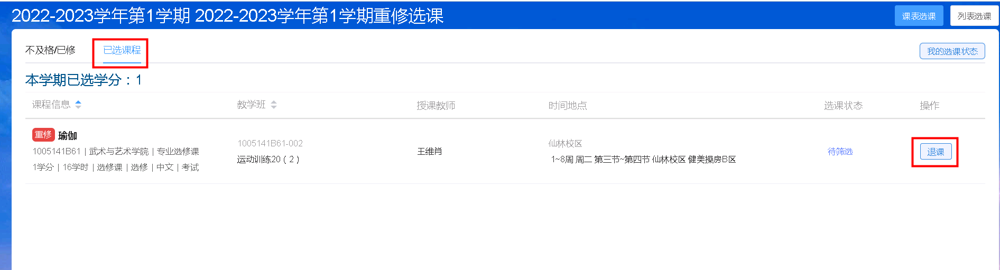 2022-2023学年第1学期 2022-2023学年第1学期重修选课
课表选课
列表选课
不及格/已修
已选课程
我的选课状态
本学期已选学分：1
课程信息
教学班
授课教师
时间地点
选课状态
操作
重修 瑜伽
1005141B61 | 武术与艺术学院 | 专业选修课
1学分 | 16学时 | 选修课 | 选修 | 中文 | 考试
1005141B61-002
运动训练20（2）
王维肖
仙林校区
1~8周 周二 第三节~第四节 仙林校区 健美操房B区
待筛选
退课